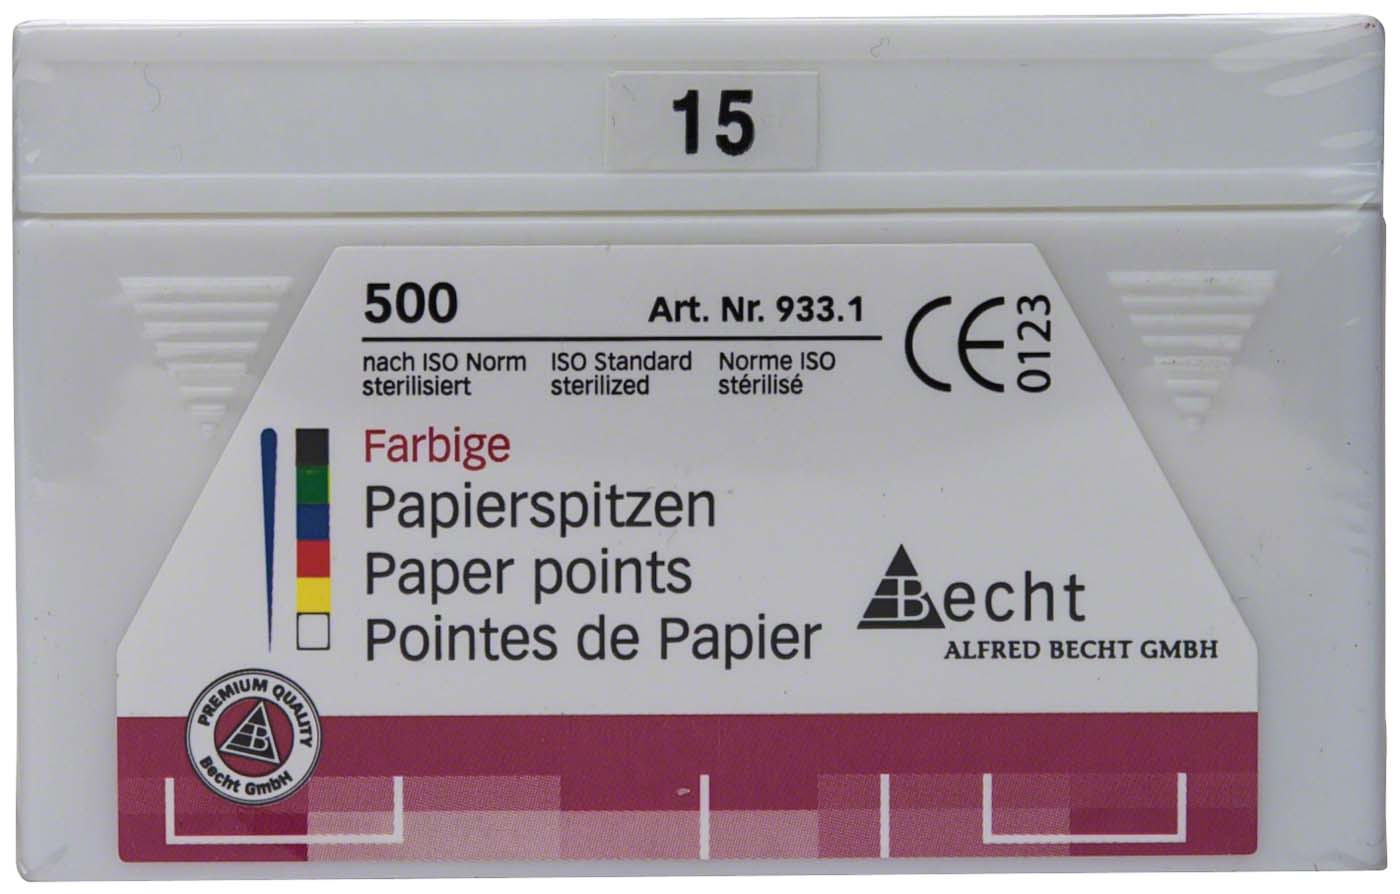 15
500 Art. Nr. 933.1
nach ISO Norm ISO Standard Norme ISO
sterilisiert sterilized stérilisé
CE 0123
Farbige
Papierspitzen
Paper points
Pointes de Papier
Becht
ALFRED BECHT GMBH
PREMIUM QUALITY
B
Becht GmbH